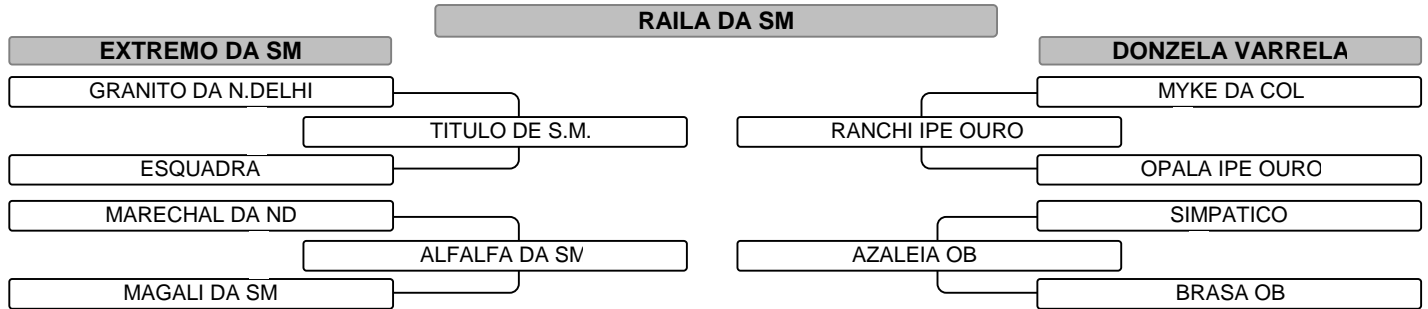 RAILA DA SM
EXTREMO DA SM
DONZELA VARRELA
GRANITO DA N.DELHI
MYKE DA COL
TITULO DE S.M.
RANCHI IPE OURO
ESQUADRA
OPALA IPE OURO
MARECHAL DA ND
SIMPATICO
ALFALFA DA SM
AZALEIA OB
MAGALI DA SM
BRASA OB